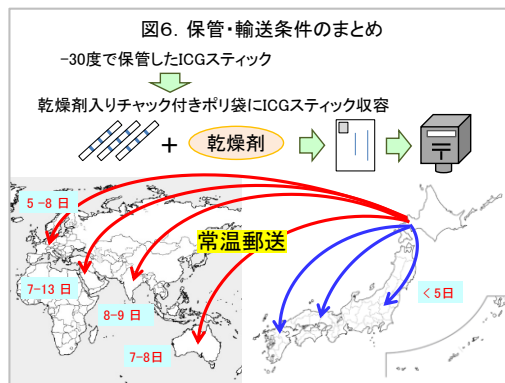 図6．保管・輸送条件のまとめ
-30度で保管したICGスティック
乾燥剤入りチャック付きポリ袋にICGスティック収容
+
乾燥剤
〒
5-8 日
常温郵送
7-13 日
8-9 日
7-8日
< 5日